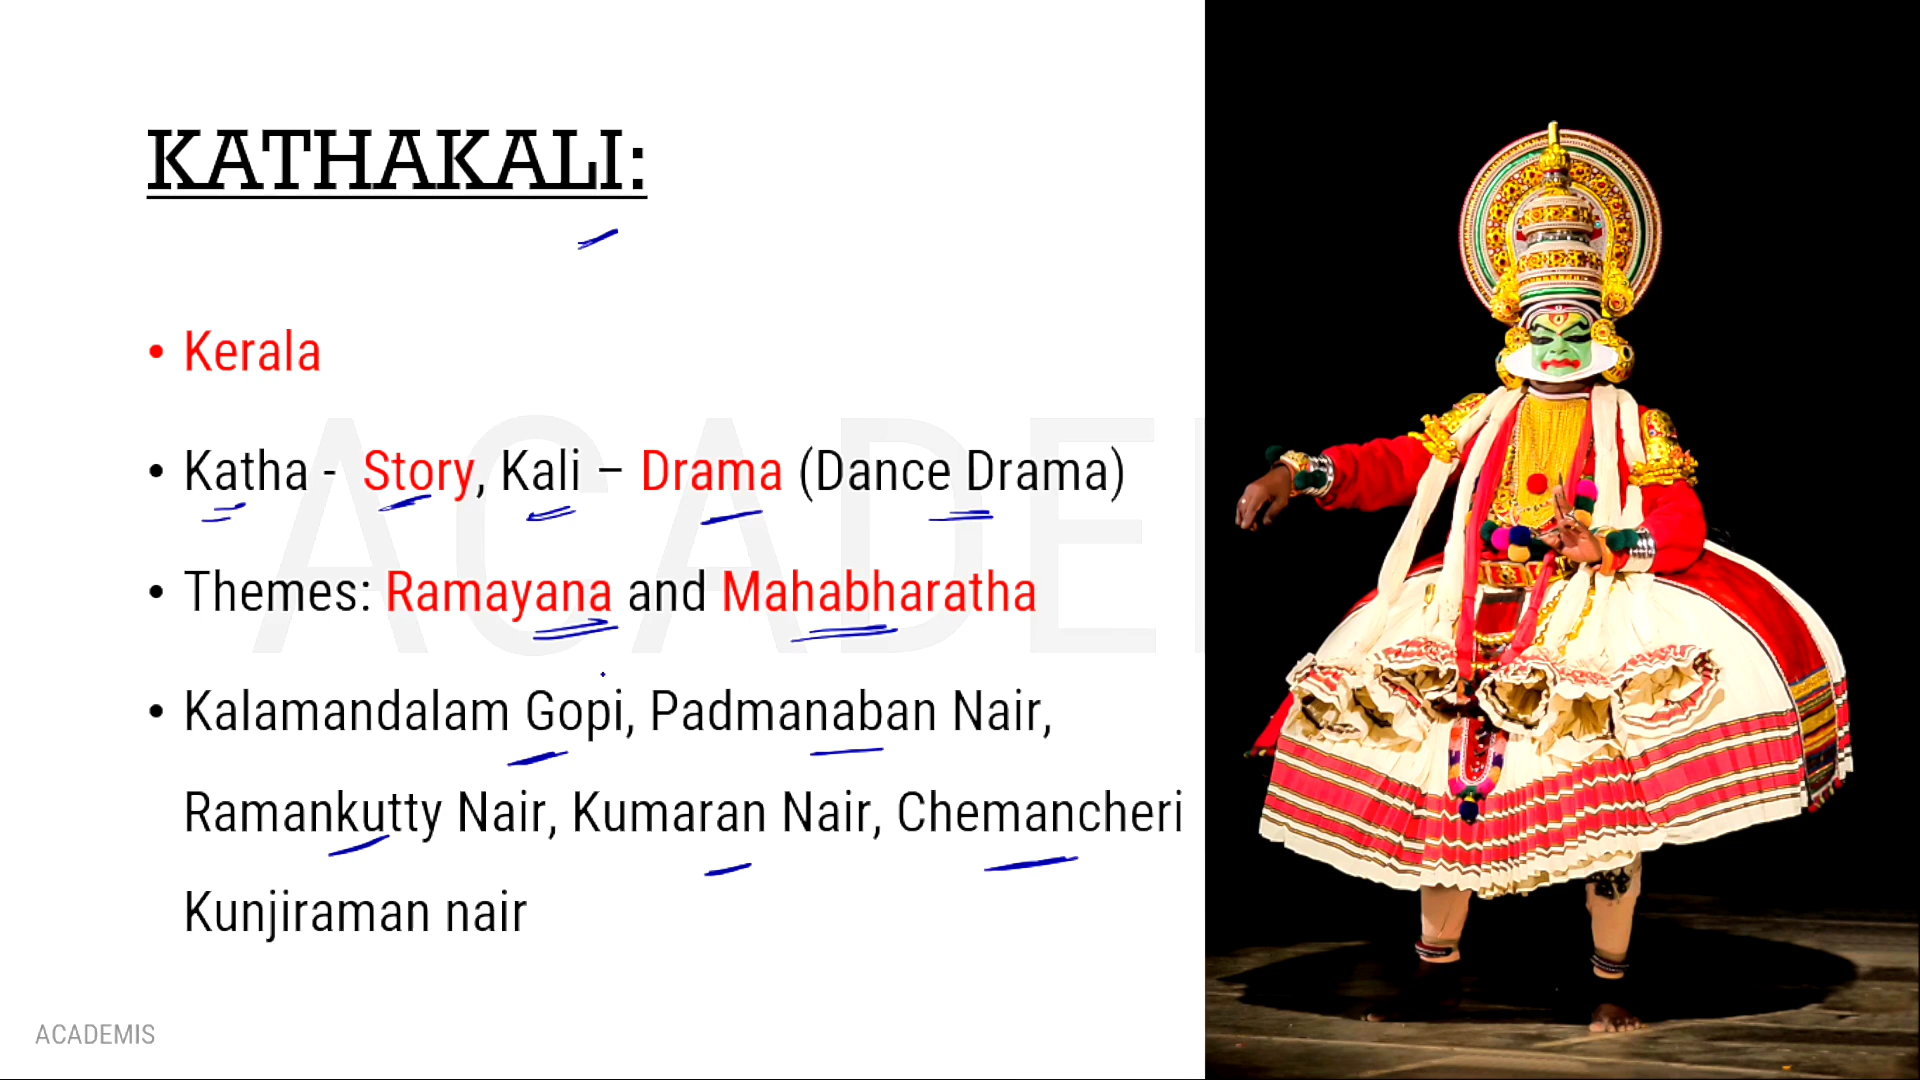 KATHAKALI:
• Kerala
• Katha - Story, Kali – Drama (Dance Drama)
• Themes: Ramayana and Mahabharatha
• Kalamandalam Gopi, Padmanaban Nair,
Ramankutty Nair, Kumaran Nair, Chemancheri
Kunjiraman nair
ACADEMIS
ACADE